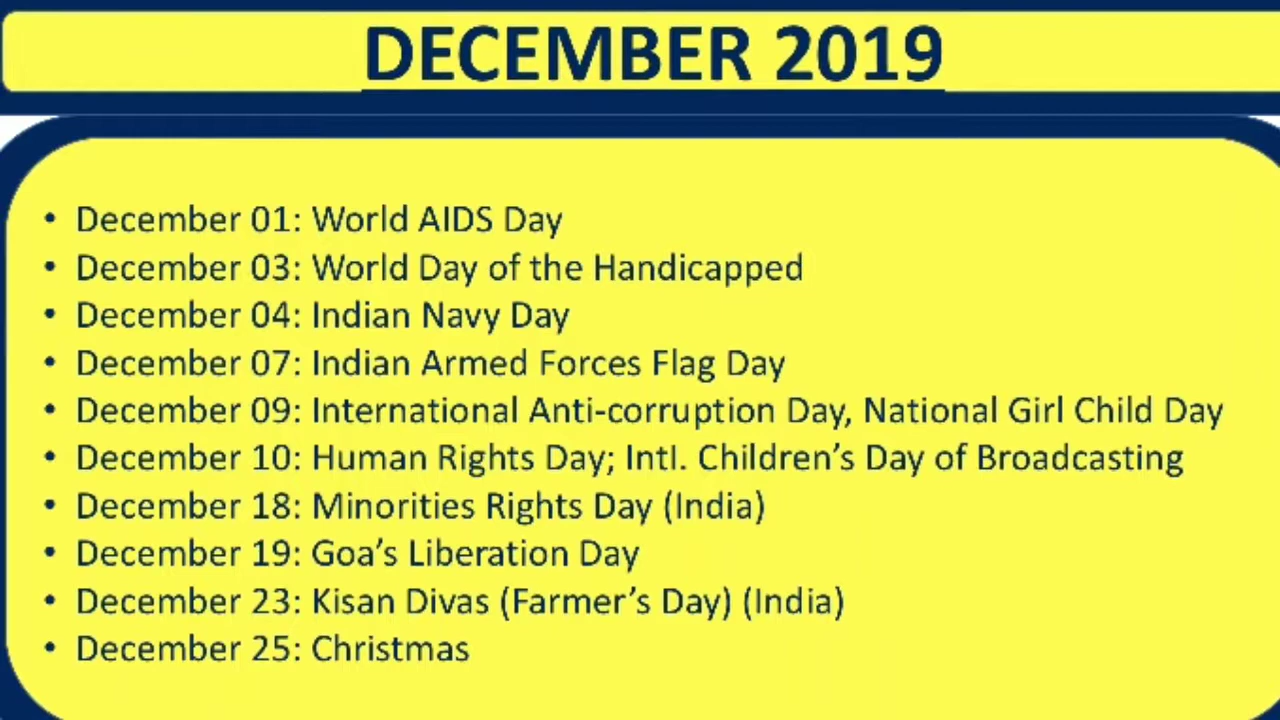 DECEMBER 2019
• December 01: World AIDS Day
• December 03: World Day of the Handicapped
• December 04: Indian Navy Day
• December 07: Indian Armed Forces Flag Day
• December 09: International Anti-corruption Day, National Girl Child Day
• December 10: Human Rights Day; Intl. Children’s Day of Broadcasting
• December 18: Minorities Rights Day (India)
• December 19: Goa’s Liberation Day
• December 23: Kisan Divas (Farmer’s Day) (India)
• December 25: Christmas